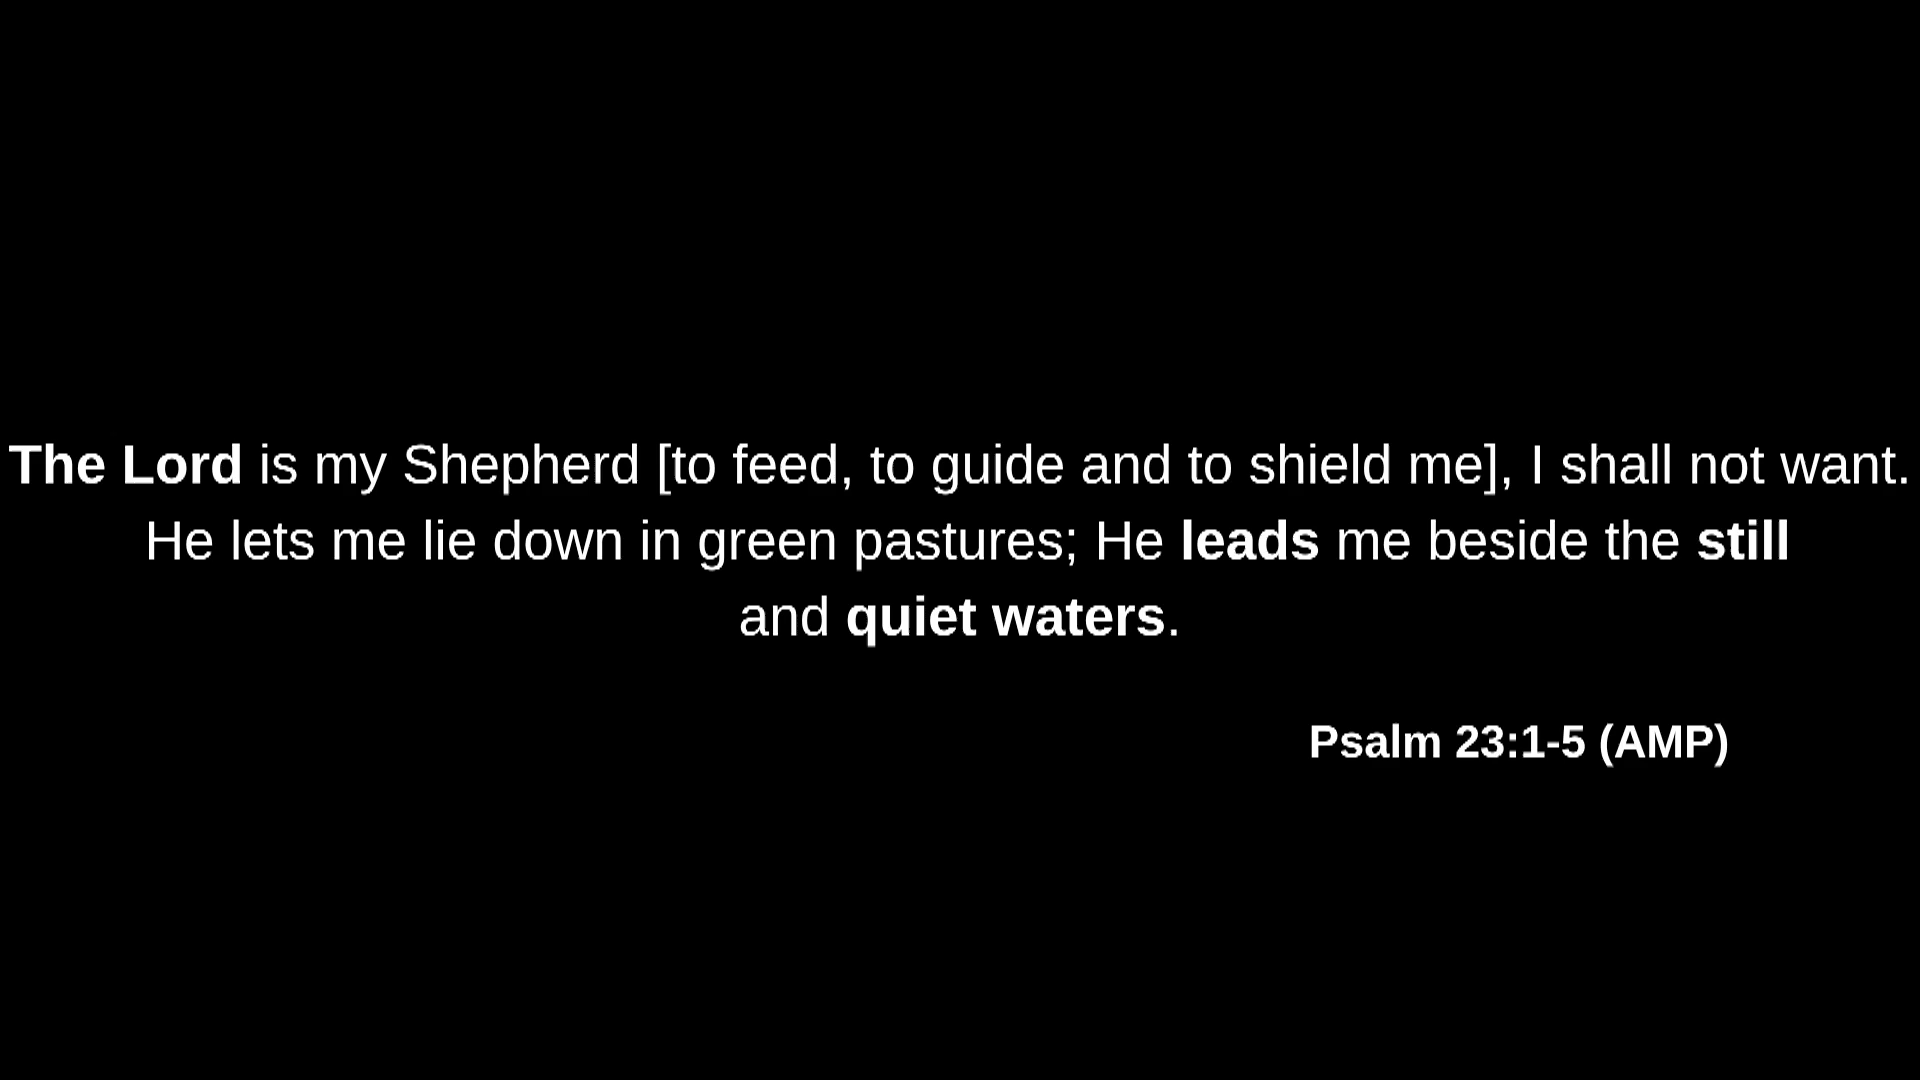 The Lord is my Shepherd [to feed, to guide and to shield me], I shall not want.
He lets me lie down in green pastures; He leads me beside the still
and quiet waters.
Psalm 23:1-5 (AMP)